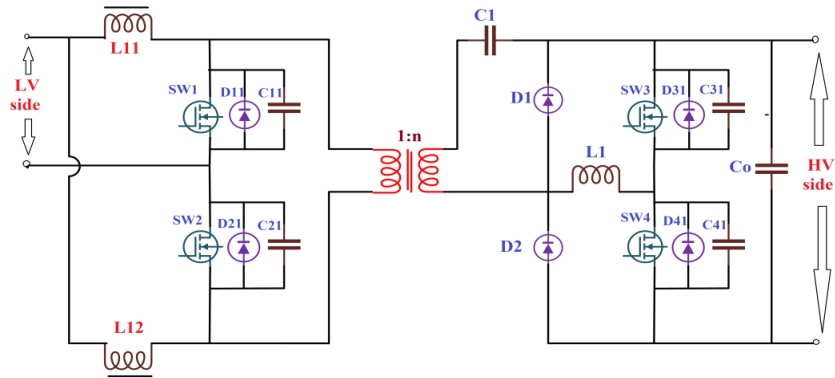 L11
LV
side
SW1
D11
C11
1:n
C1
D1
SW3
D31
C31
L1
Co
HV
side
SW2
D21
C21
D2
SW4
D41
C41
L12